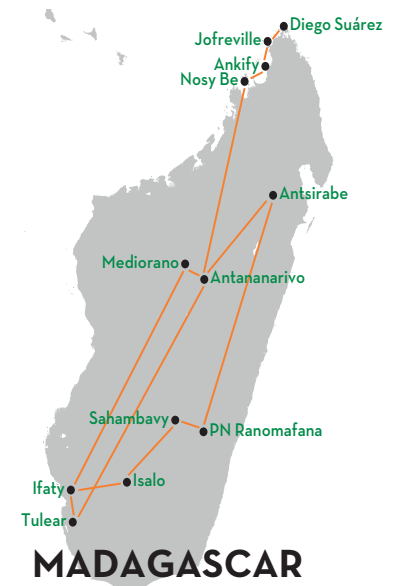 Diego Suárez
Jofreville
Ankify
Nosy Be
Antsirabe
Mediorano
Antananarivo
Sahambavy
PN Ranomafana
Isalo
Ifaty
Tulear
MADAGASCAR